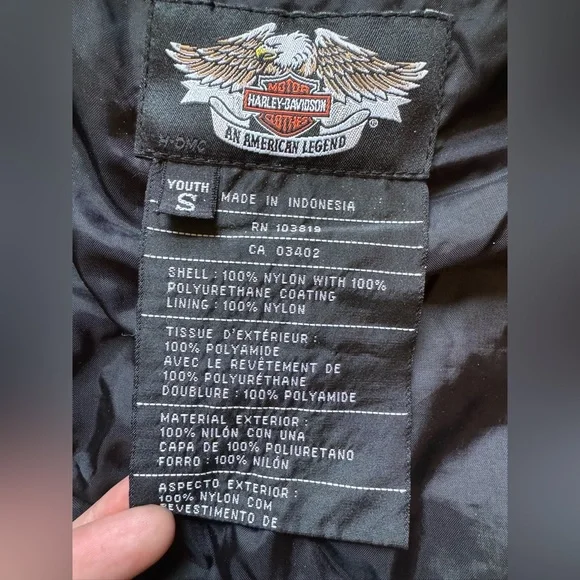 MOTOR
HARLEY-DAVIDSON
CLOTHES
AN AMERICAN LEGEND
®
H-DMC
YOUTH
S
MADE IN INDONESIA
RN 103819
CA 03402
SHELL : 100% NYLON WITH 100%
POLYURETHANE COATING
LINING : 100% NYLON
TISSUE D'EXTÉRIEUR :
100% POLYAMIDE
AVEC LE REVÊTEMENT DE
100% POLYURÉTHANE
DOUBLURE : 100% POLYAMIDE
MATERIAL EXTERIOR :
100% NILÓN CON UNA
CAPA DE 100% POLIURETANO
FORRO : 100% NILÓN
ASPECTO EXTERIOR :
100% NYLON COM
REVESTIMENTO DE